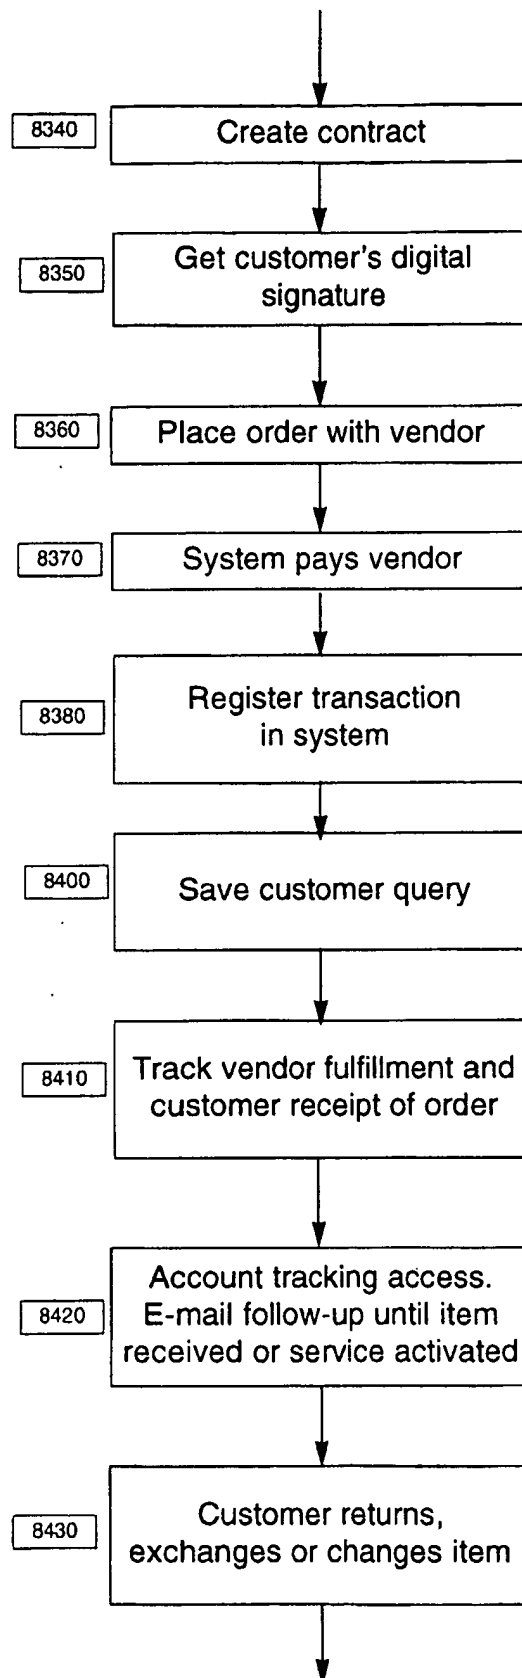 8340
Create contract
8350
Get customer's digital
signature
8360
Place order with vendor
8370
System pays vendor
8380
Register transaction
in system
8400
Save customer query
8410
Track vendor fulfillment and
customer receipt of order
8420
Account tracking access.
E-mail follow-up until item
received or service activated
8430
Customer returns,
exchanges or changes item